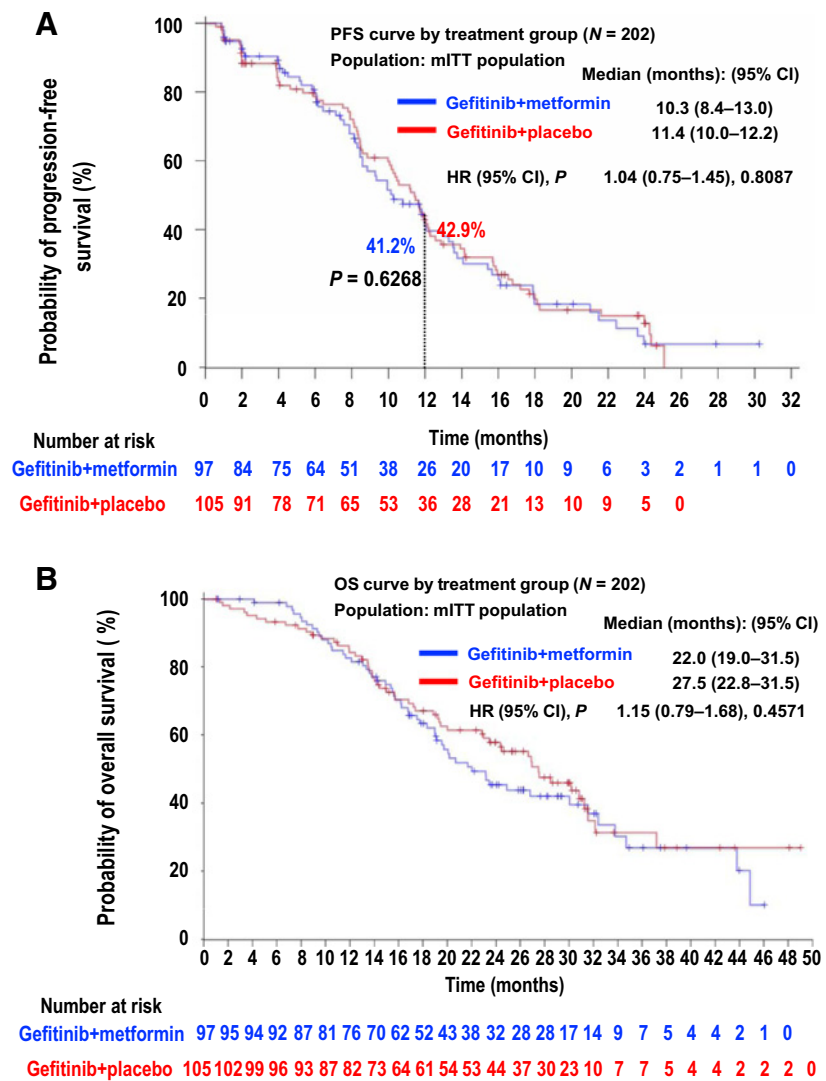 A
PFS curve by treatment group (N = 202)
Population: mITT population
Median (months): (95% CI)
Gefitinib+metformin 10.3 (8.4–13.0)
Gefitinib+placebo 11.4 (10.0–12.2)
HR (95% CI), P 1.04 (0.75–1.45), 0.8087
Probability of progression-free
survival (%)
100
80
60
40
20
0
42.9%
41.2%
P = 0.6268
0 2 4 6 8 10 12 14 16 18 20 22 24 26 28 30 32
Time (months)
Number at risk
Gefitinib+metformin 97 84 75 64 51 38 26 20 17 10 9 6 3 2 1 1 0
Gefitinib+placebo 105 91 78 71 65 53 36 28 21 13 10 9 5 0
B
OS curve by treatment group (N = 202)
Population: mITT population
Median (months): (95% CI)
Gefitinib+metformin 22.0 (19.0–31.5)
Gefitinib+placebo 27.5 (22.8–31.5)
HR (95% CI), P 1.15 (0.79–1.68), 0.4571
Probability of overall survival ( %)
100
80
60
40
20
0
0 2 4 6 8 10 12 14 16 18 20 22 24 26 28 30 32 34 36 38 40 42 44 46 48 50
Time (months)
Number at risk
Gefitinib+metformin 97 95 94 92 87 81 76 70 62 52 43 38 32 28 28 17 14 9 7 5 4 4 2 1 0
Gefitinib+placebo 105 102 99 96 93 87 82 73 64 61 54 53 44 37 30 23 10 7 7 5 4 4 2 2 2 0